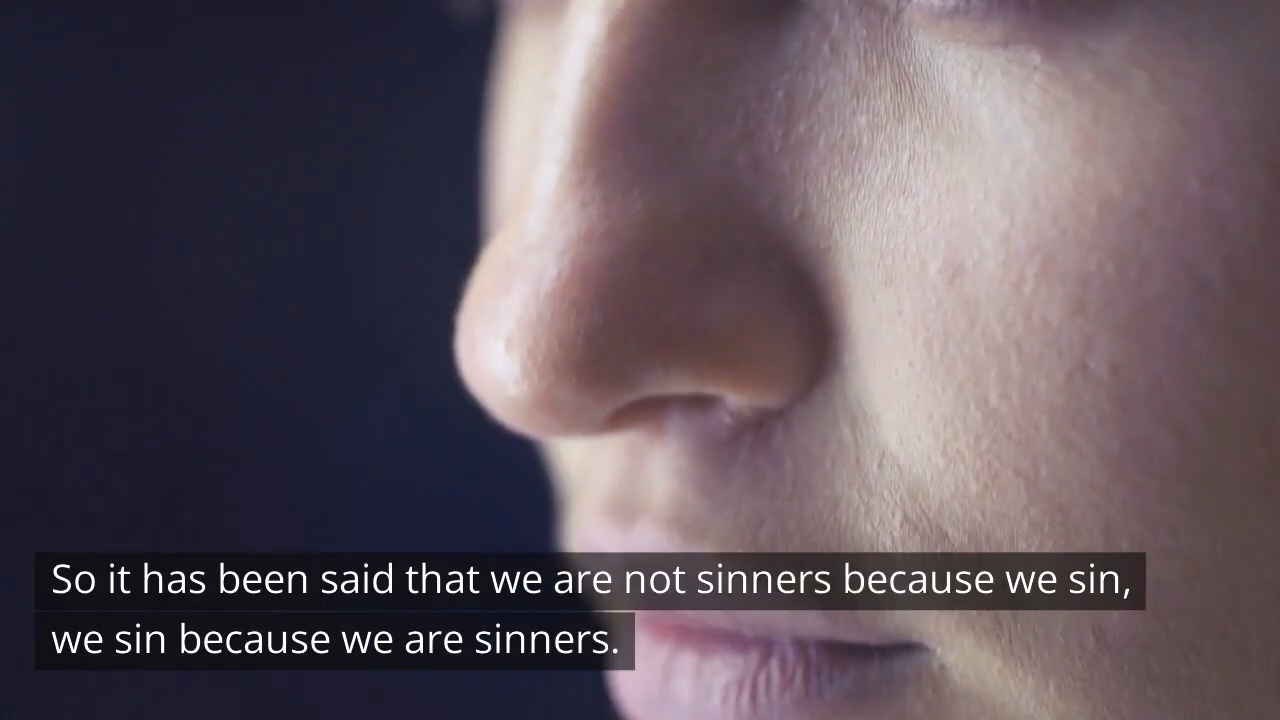 So it has been said that we are not sinners because we sin,
we sin because we are sinners.